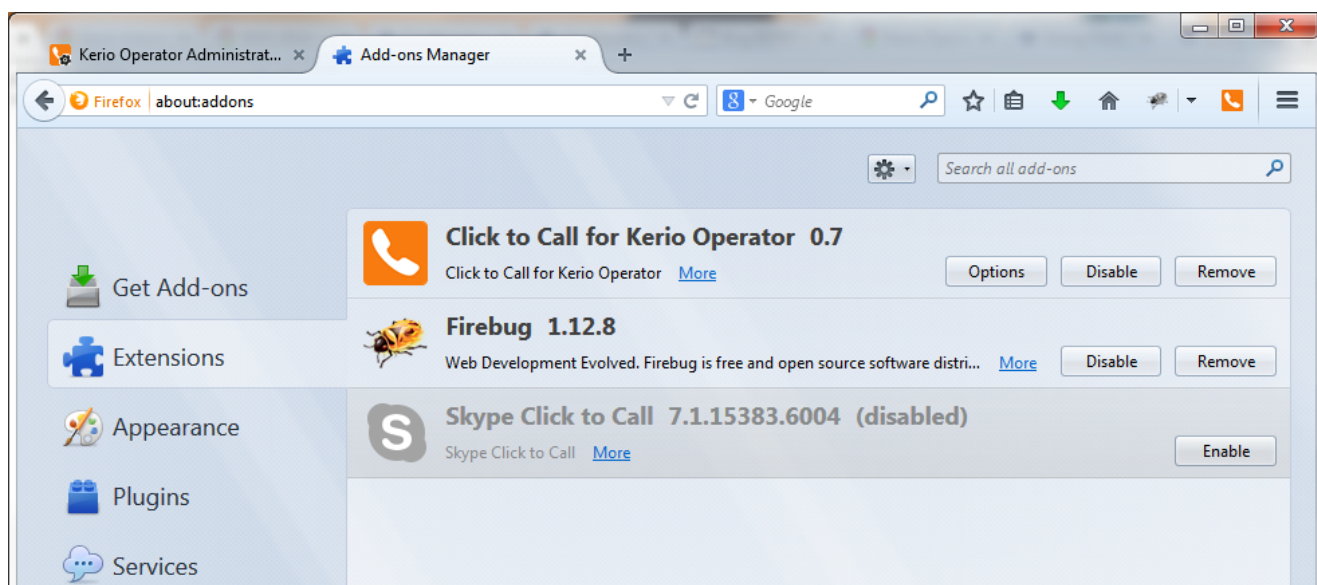 Kerio Operator Administrat...
Add-ons Manager
Firefox about:addons
Google
Search all add-ons
Click to Call for Kerio Operator 0.7
Click to Call for Kerio Operator More
Options Disable Remove
Get Add-ons
Firebug 1.12.8
Web Development Evolved. Firebug is free and open source software distri... More
Disable Remove
Extensions
Skype Click to Call 7.1.15383.6004 (disabled)
Skype Click to Call More
Enable
Appearance
Plugins
Services